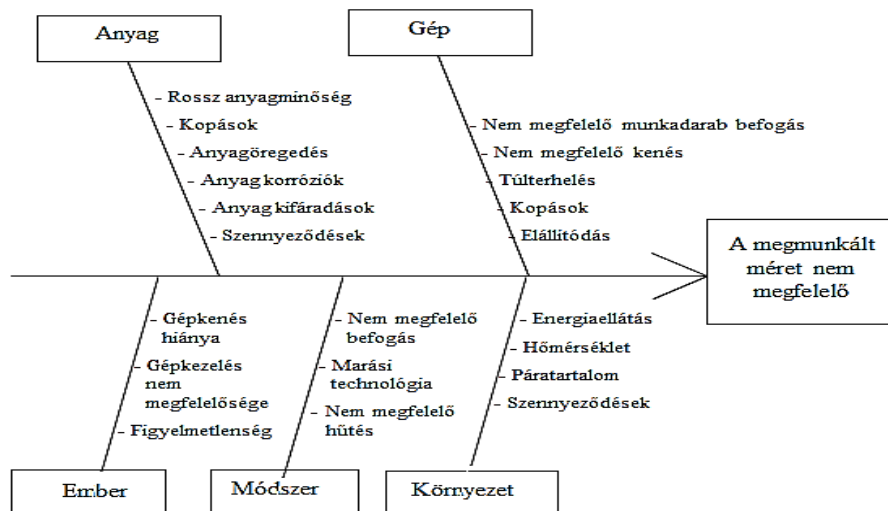 Anyag
- Rossz anyagminőség
- Kopások
- Anyagöregedés
- Anyag korróziók
- Anyag kifáradások
- Szennyeződések
Gép
- Nem megfelelő munkadarab befogás
- Nem megfelelő kenés
- Túlterhelés
- Kopások
- Elállítódás
A megmunkált
méret nem
megfelelő
- Gépkenés
hiánya
- Gépkezelés
nem
megfelelősége
- Figyelmetlenség
Ember
- Nem megfelelő
befogás
- Marási
technológia
- Nem megfelelő
hűtés
Módszer
- Energiaellátás
- Hőmérséklet
- Páratartalom
- Szennyeződések
Környezet